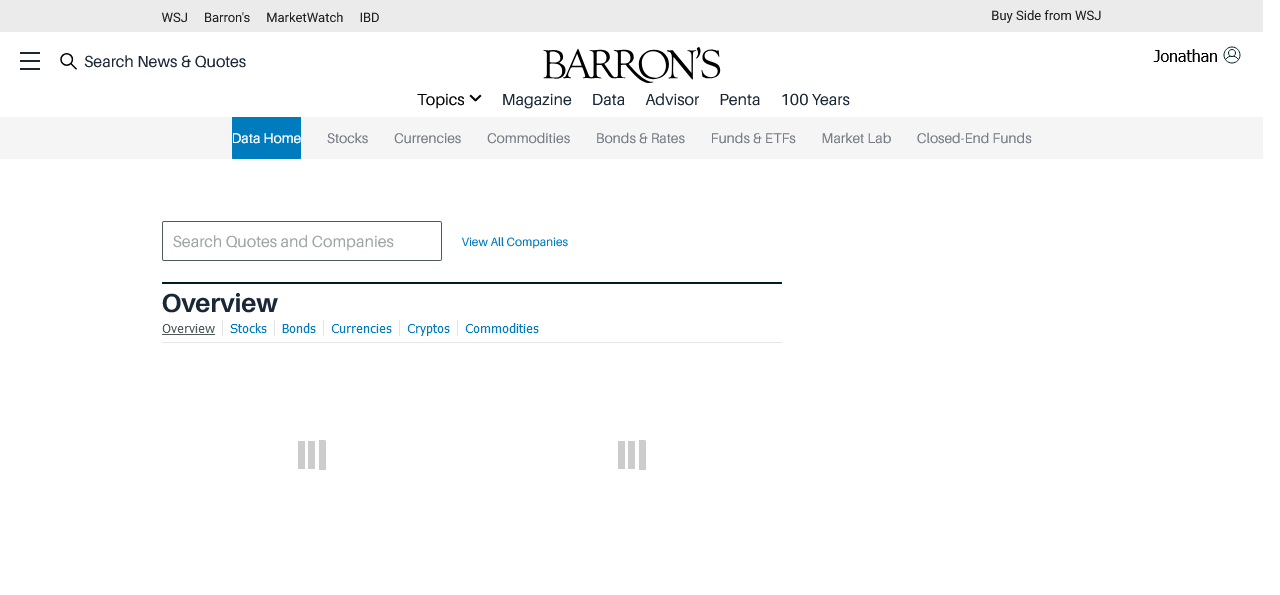 WSJ Barron's MarketWatch IBD Buy Side from WSJ
Search News & Quotes BARRON'S Jonathan
Topics Magazine Data Advisor Penta 100 Years
Data Home Stocks Currencies Commodities Bonds & Rates Funds & ETFs Market Lab Closed-End Funds
Search Quotes and Companies View All Companies
Overview
Overview Stocks Bonds Currencies Cryptos Commodities